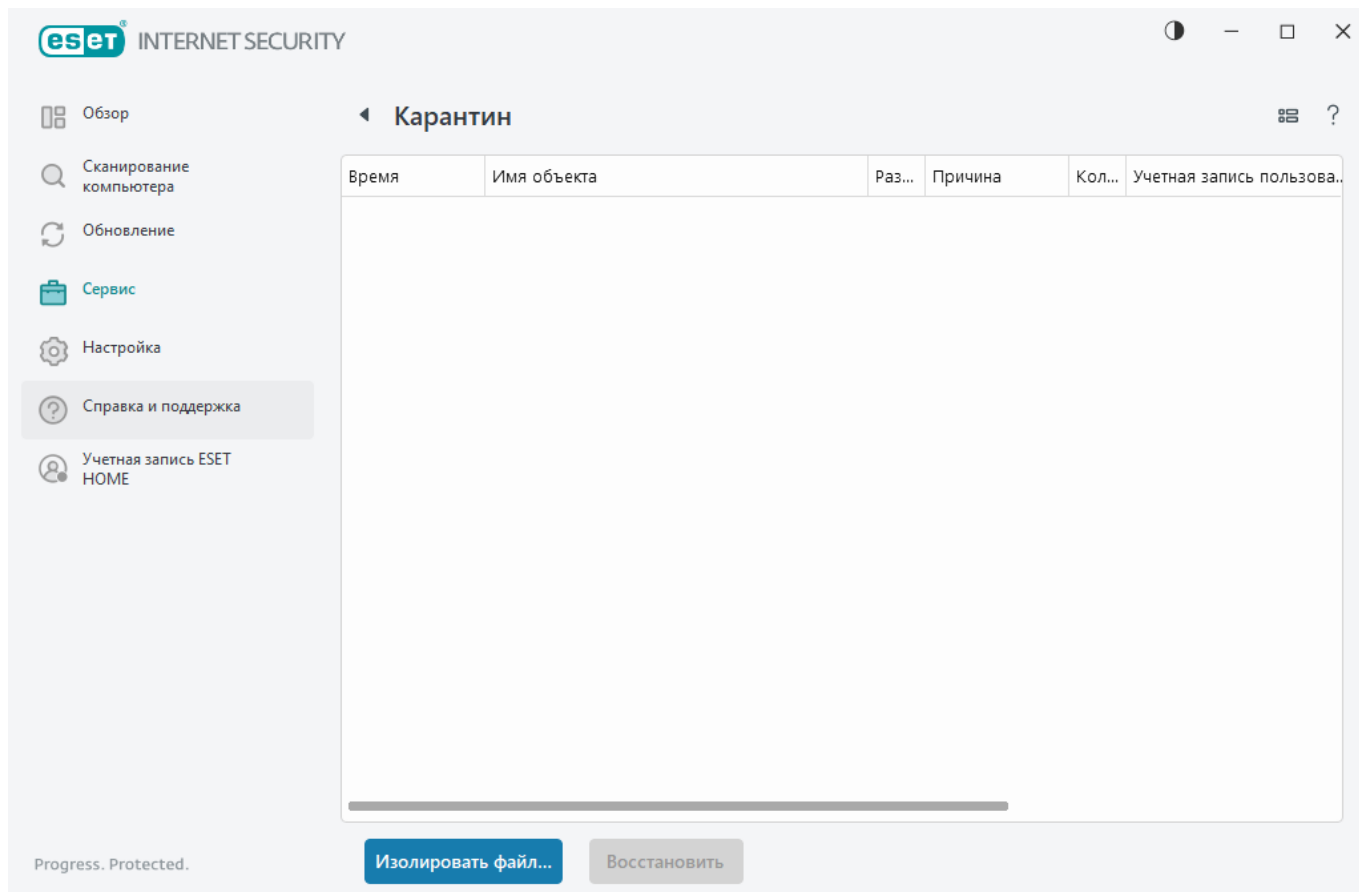 eset® INTERNET SECURITY
Обзор
Сканирование
компьютера
Обновление
Сервис
Настройка
Справка и поддержка
Учетная запись ESET
HOME
Progress. Protected.
Карантин
?
Время Имя объекта Раз... Причина Кол... Учетная запись пользова..
Изолировать файл... Восстановить